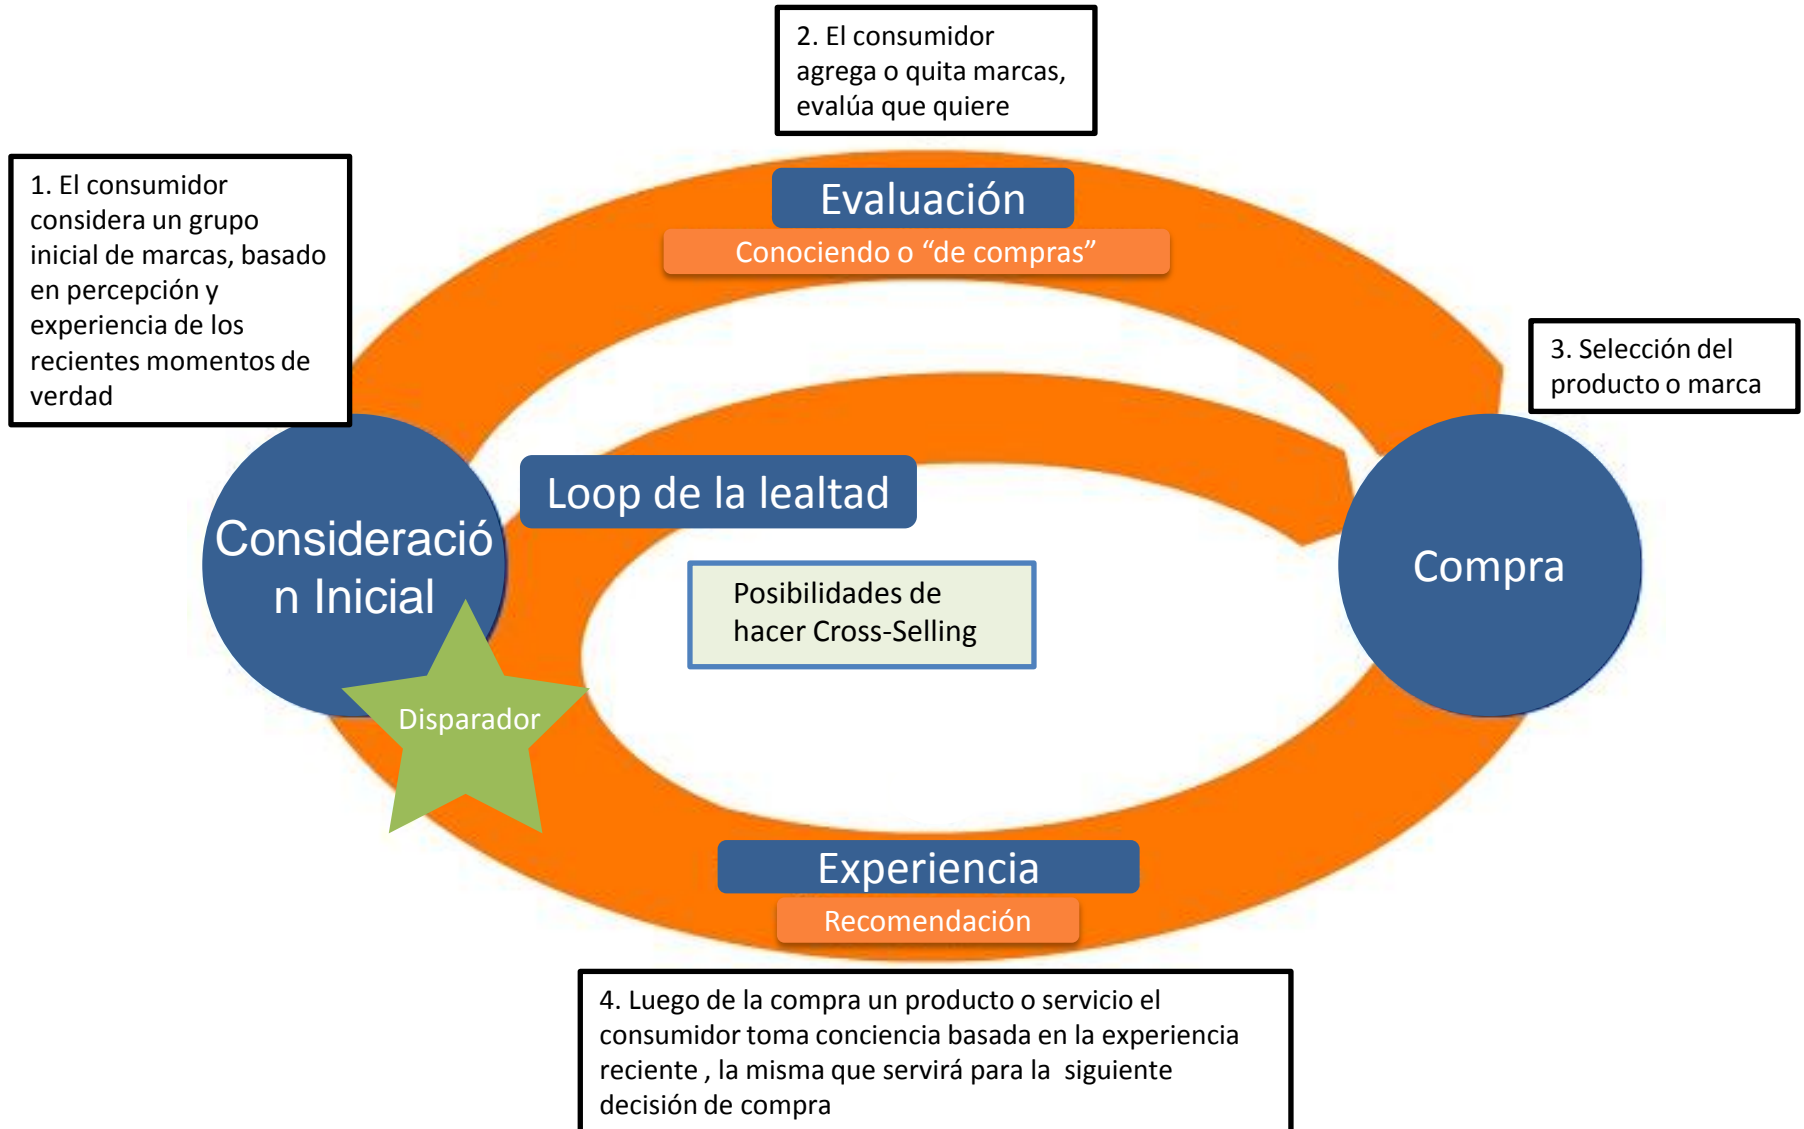 2. El consumidor
agrega o quita marcas,
evalúa que quiere
1. El consumidor
considera un grupo
inicial de marcas, basado
en percepción y
experiencia de los
recientes momentos de
verdad
Evaluación
Conociendo o “de compras”
3. Selección del
producto o marca
Loop de la lealtad
Consideració
n Inicial
Compra
Posibilidades de
hacer Cross-Selling
Disparador
Experiencia
Recomendación
4. Luego de la compra un producto o servicio el
consumidor toma conciencia basada en la experiencia
reciente , la misma que servirá para la siguiente
decisión de compra